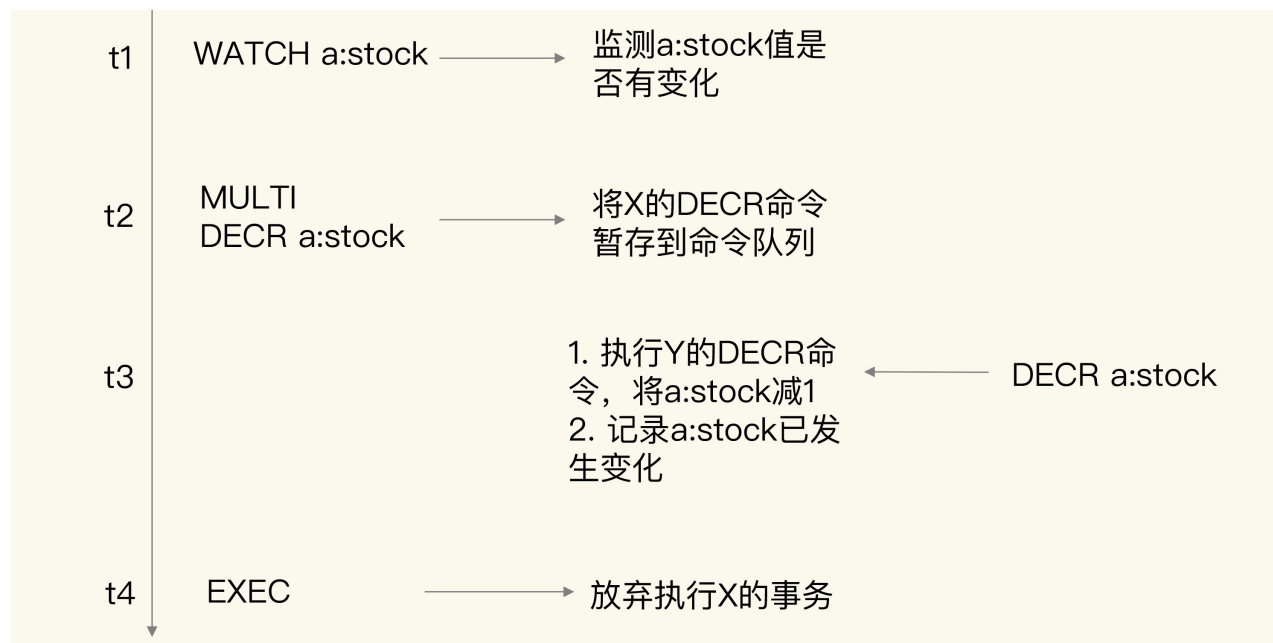 t1
WATCH a:stock
监测a:stock值是
否有变化
t2
MULTI
DECR a:stock
将X的DECR命令
暂存到命令队列
t3
1. 执行Y的DECR命
令，将a:stock减1
2. 记录a:stock已发
生变化
DECR a:stock
t4
EXEC
放弃执行X的事务